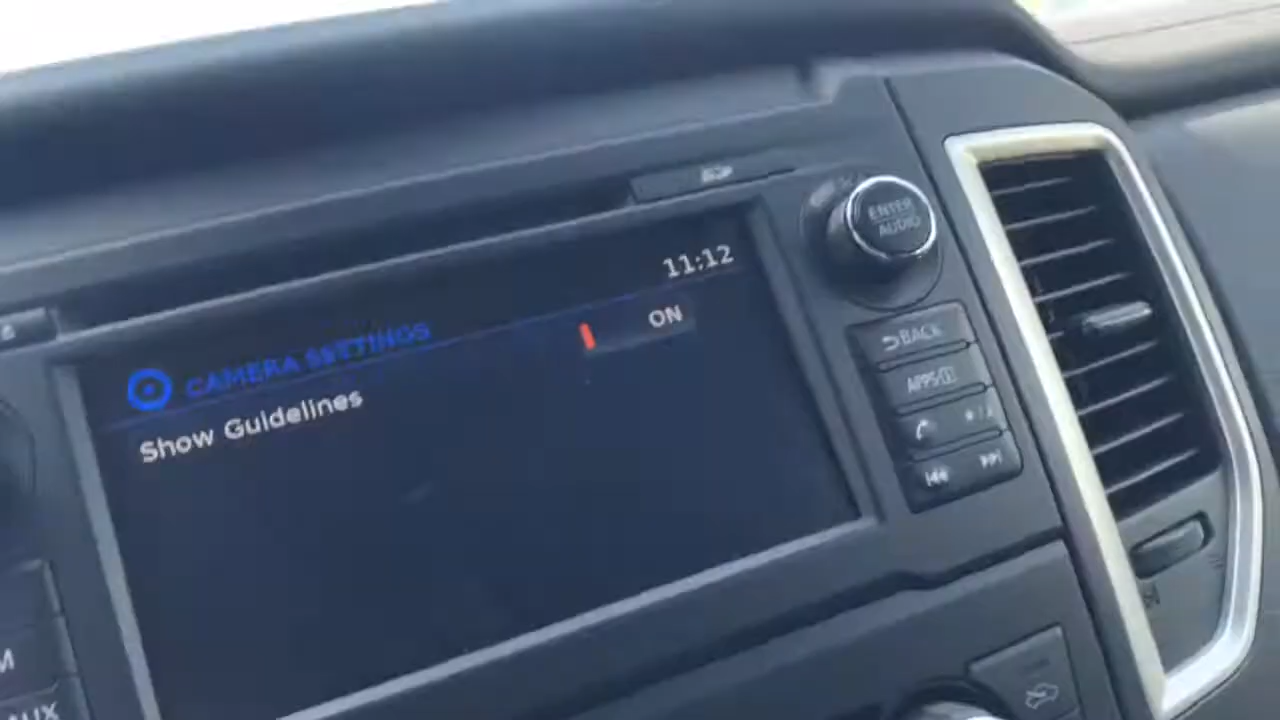 11:12
CAMERA SETTINGS
ON
Show Guidelines
ENTER
AUDIO
BACK
APPS
AUX